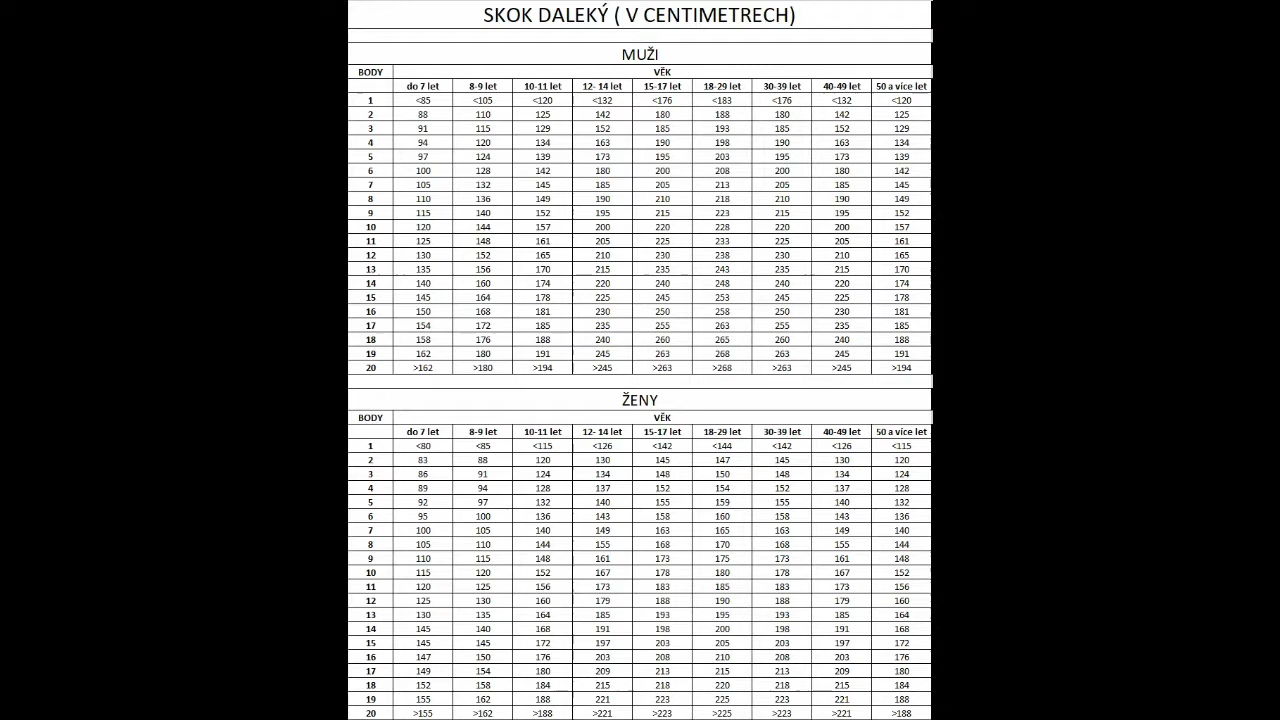 SKOK DALEKÝ ( V CENTIMETRECH)
MUŽI
BODY VĚK
do 7 let 8-9 let 10-11 let 12- 14 let 15-17 let 18-29 let 30-39 let 40-49 let 50 a více let
1 <85 <105 <120 <132 <176 <183 <176 <132 <120
2 88 110 125 142 180 188 180 142 125
3 91 115 129 152 185 193 185 152 129
4 94 120 134 163 190 198 190 163 134
5 97 124 139 173 195 203 195 173 139
6 100 128 142 180 200 208 200 180 142
7 105 132 145 185 205 213 205 185 145
8 110 136 149 190 210 218 210 190 149
9 115 140 152 195 215 223 215 195 152
10 120 144 157 200 220 228 220 200 157
11 125 148 161 205 225 233 225 205 161
12 130 152 165 210 230 238 230 210 165
13 135 156 170 215 235 243 235 215 170
14 140 160 174 220 240 248 240 220 174
15 145 164 178 225 245 253 245 225 178
16 150 168 181 230 250 258 250 230 181
17 154 172 185 235 255 263 255 235 185
18 158 176 188 240 260 265 260 240 188
19 162 180 191 245 263 268 263 245 191
20 >162 >180 >194 >245 >263 >268 >263 >245 >194
ŽENY
BODY VĚK
do 7 let 8-9 let 10-11 let 12- 14 let 15-17 let 18-29 let 30-39 let 40-49 let 50 a více let
1 <80 <85 <115 <126 <142 <144 <142 <126 <115
2 83 88 120 130 145 147 145 130 120
3 86 91 124 134 148 150 148 134 124
4 89 94 128 137 152 154 152 137 128
5 92 97 132 140 155 159 155 140 132
6 95 100 136 143 158 160 158 143 136
7 100 105 140 149 163 165 163 149 140
8 105 110 144 155 168 170 168 155 144
9 110 115 148 161 173 175 173 161 148
10 115 120 152 167 178 180 178 167 152
11 120 125 156 173 183 185 183 173 156
12 125 130 160 179 188 190 188 179 160
13 130 135 164 185 193 195 193 185 164
14 145 140 168 191 198 200 198 191 168
15 145 145 172 197 203 205 203 197 172
16 147 150 176 203 208 210 208 203 176
17 149 154 180 209 213 215 213 209 180
18 152 158 184 215 218 220 218 215 184
19 155 162 188 221 223 225 223 221 188
20 >155 >162 >188 >221 >223 >225 >223 >221 >188